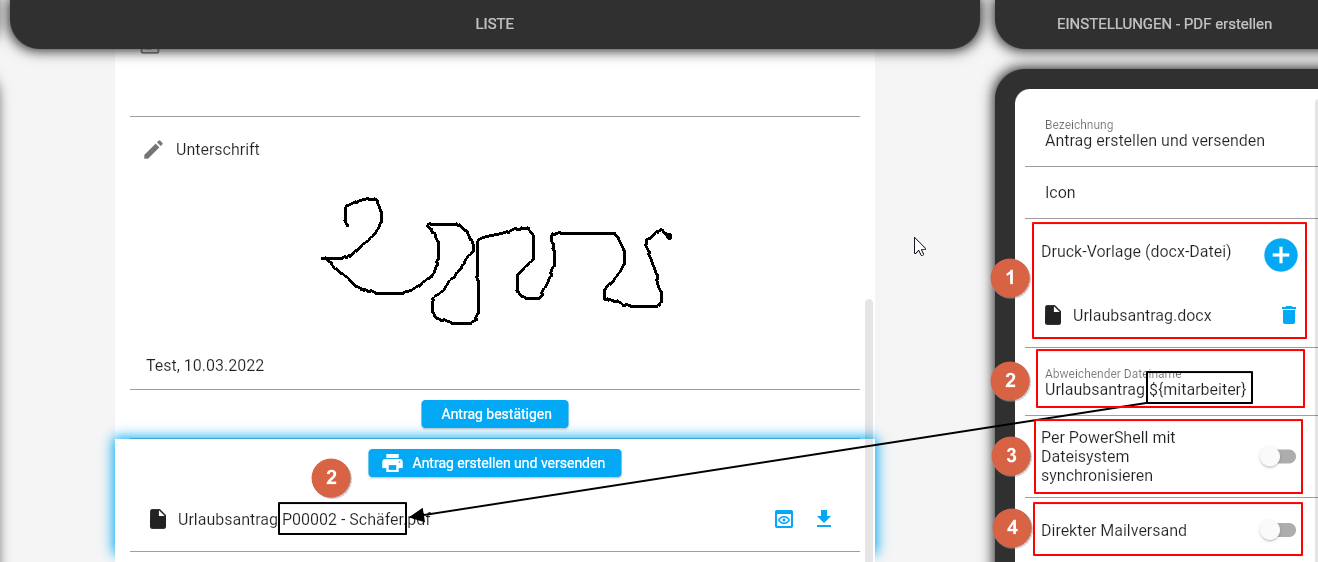 LISTE
EINSTELLUNGEN - PDF erstellen
Unterschrift
Test, 10.03.2022
Antrag bestätigen
Antrag erstellen und versenden
2
Urlaubsantrag P00002 - Schäfer.pdf
Bezeichnung
Antrag erstellen und versenden
Icon
1
Druck-Vorlage (docx-Datei)
Urlaubsantrag.docx
2
Abweichender Dateiname
Urlaubsantrag ${mitarbeiter}
3
Per PowerShell mit
Dateisystem
synchronisieren
4
Direkter Mailversand